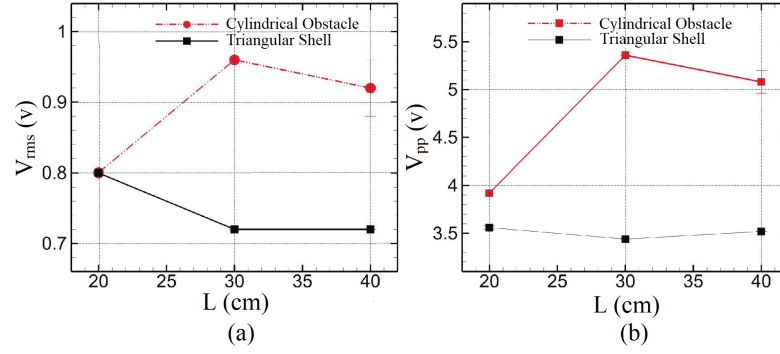 Cylindrical Obstacle
Triangular Shell
1
0.9
0.8
0.7
Vrms (v)
20 25 30 35 40
L (cm)
(a)
Cylindrical Obstacle
Triangular Shell
5.5
5
4.5
4
3.5
Vpp (v)
20 25 30 35 40
L (cm)
(b)